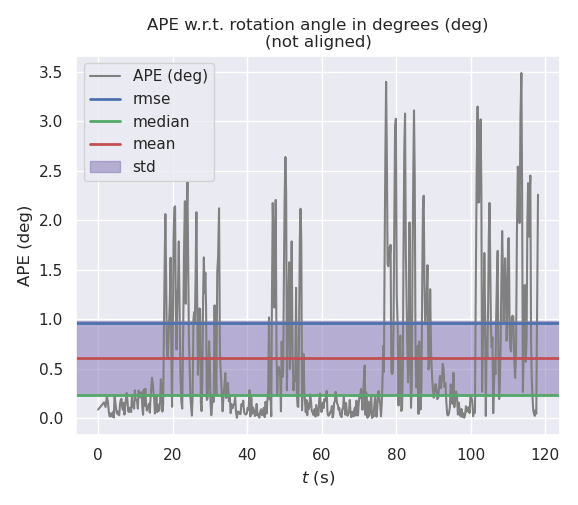 APE w.r.t. rotation angle in degrees (deg)
(not aligned)
APE (deg)
rmse
median
mean
std
APE (deg)
3.5
3.0
2.5
2.0
1.5
1.0
0.5
0.0
0 20 40 60 80 100 120
t (s)